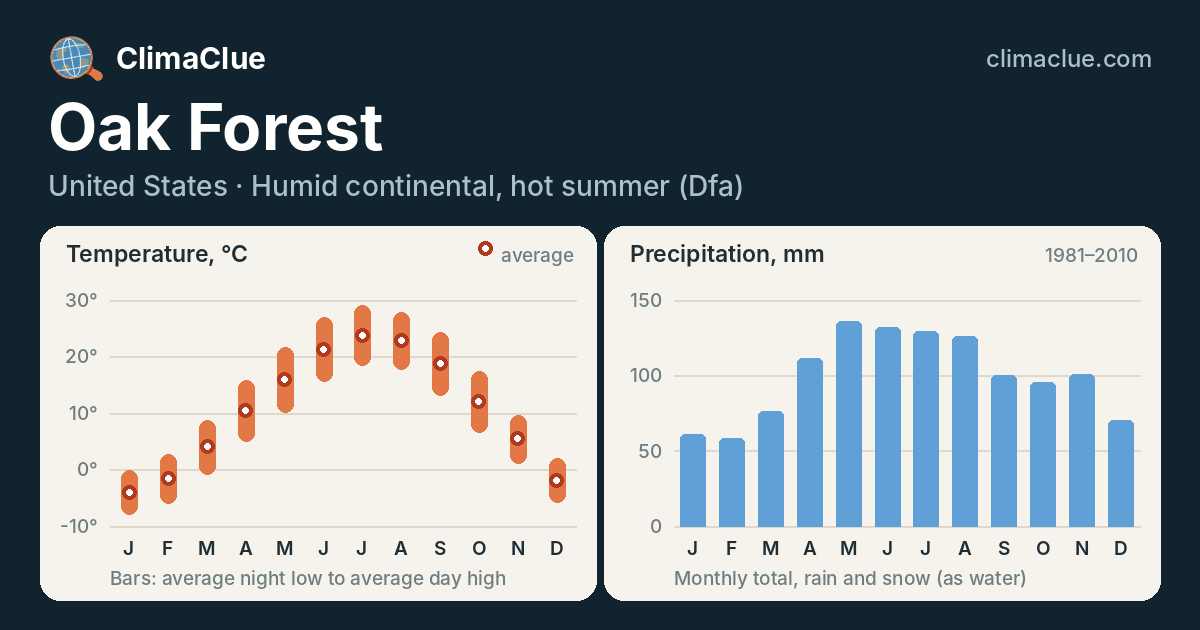 ClimaClue
climaclue.com
Oak Forest
United States · Humid continental, hot summer (Dfa)
Temperature, °C
average
30°
20°
10°
0°
-10°
J F M A M J J A S O N D
Bars: average night low to average day high
Precipitation, mm
1981–2010
150
100
50
0
J F M A M J J A S O N D
Monthly total, rain and snow (as water)